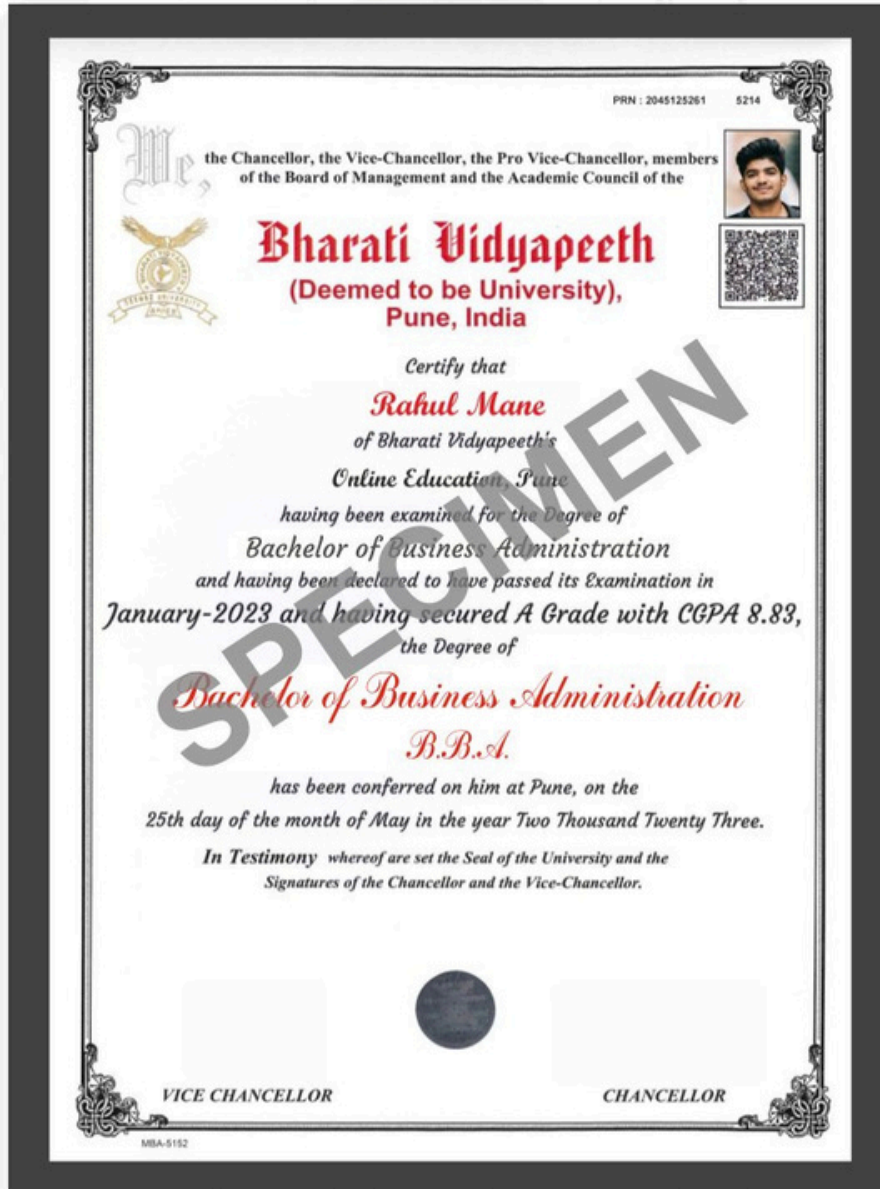 PRN : 2045125261 5214
We, the Chancellor, the Vice-Chancellor, the Pro Vice-Chancellor, members
of the Board of Management and the Academic Council of the
Bharati Vidyapeeth
(Deemed to be University),
Pune, India
Certify that
Rahul Mane
of Bharati Vidyapeeth's
Online Education, Pune
having been examined for the Degree of
Bachelor of Business Administration
and having been declared to have passed its Examination in
January-2023 and having secured A Grade with CGPA 8.83,
the Degree of
Bachelor of Business Administration
B.B.A.
has been conferred on him at Pune, on the
25th day of the month of May in the year Two Thousand Twenty Three.
In Testimony whereof are set the Seal of the University and the
Signatures of the Chancellor and the Vice-Chancellor.
VICE CHANCELLOR
CHANCELLOR
MBA-5152
SPECIMEN